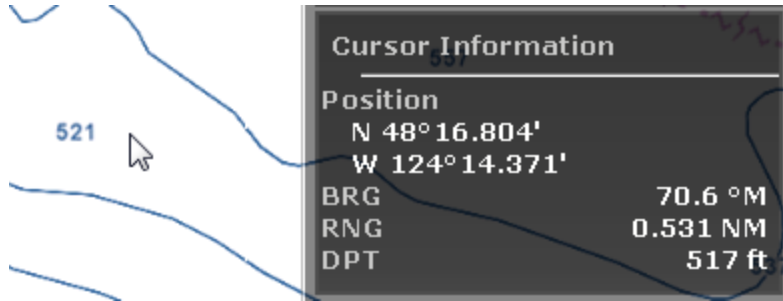 Cursor Information
557
521
Position
N 48°16.804'
W 124°14.371'
BRG 70.6 °M
RNG 0.531 NM
DPT 517 ft